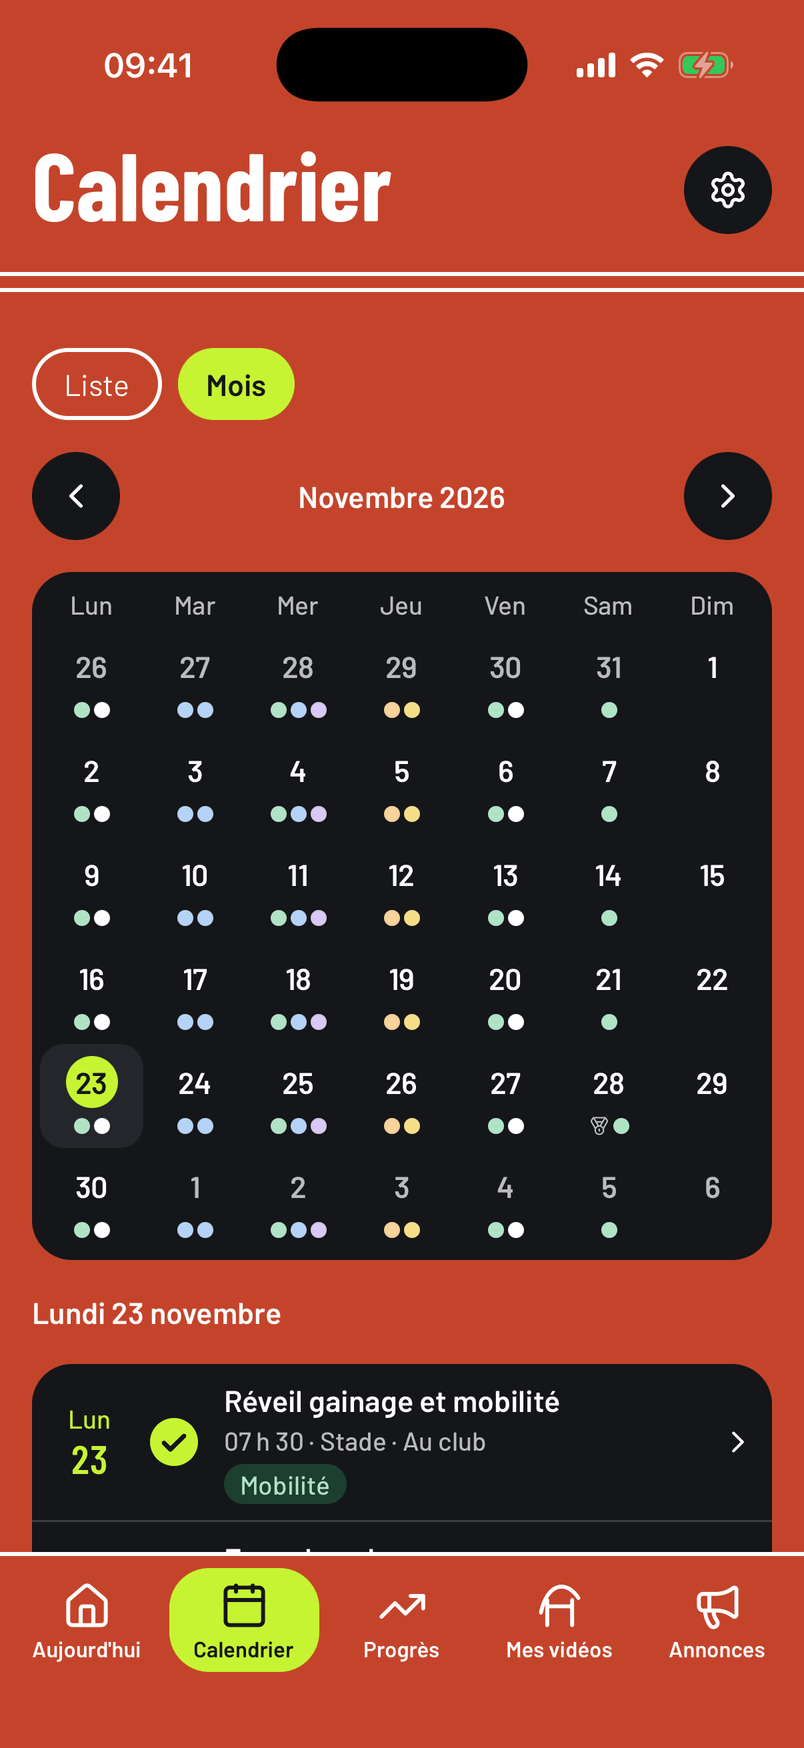 09:41
Calendrier
Liste Mois
Novembre 2026
Lun Mar Mer Jeu Ven Sam Dim
26 27 28 29 30 31 1
2 3 4 5 6 7 8
9 10 11 12 13 14 15
16 17 18 19 20 21 22
23 24 25 26 27 28 29
30 1 2 3 4 5 6
Lundi 23 novembre
Lun
23
Réveil gainage et mobilité
07 h 30 · Stade · Au club
Mobilité
Aujourd'hui Calendrier Progrès Mes vidéos Annonces